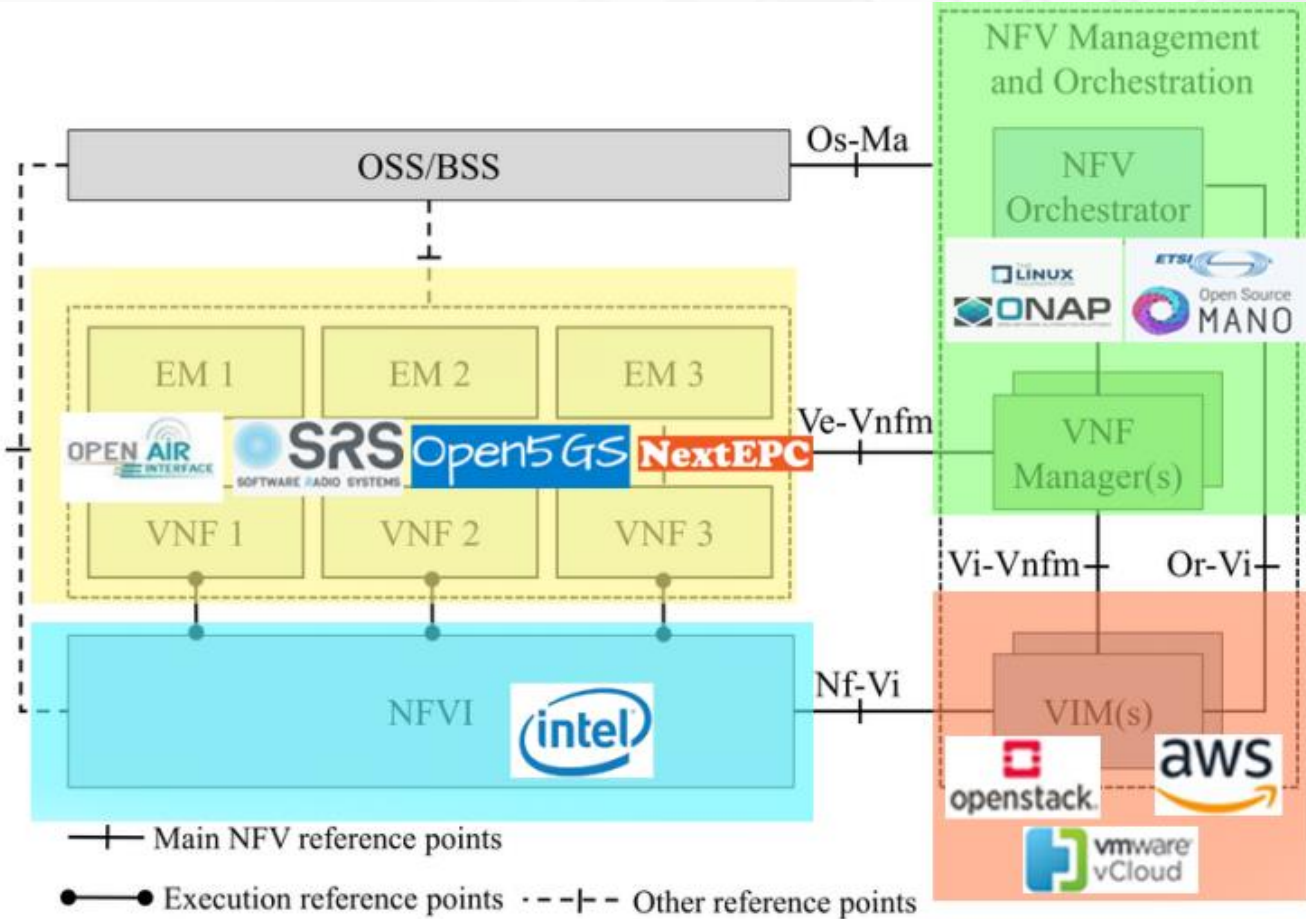 NFV Management
and Orchestration
Os-Ma
OSS/BSS
NFV
Orchestrator
THE
LINUX
FOUNDATION
ONAP
ETSI
Open Source
MANO
EM 1
EM 2
EM 3
OPEN AIR
INTERFACE
SRS
SOFTWARE RADIO SYSTEMS
Open5GS
NextEPC
Ve-Vnfm
VNF
Manager(s)
VNF 1
VNF 2
VNF 3
Vi-Vnfm
Or-Vi
NFVI
intel
Nf-Vi
VIM(s)
openstack.
aws
vmware
vCloud
Main NFV reference points
Execution reference points
Other reference points